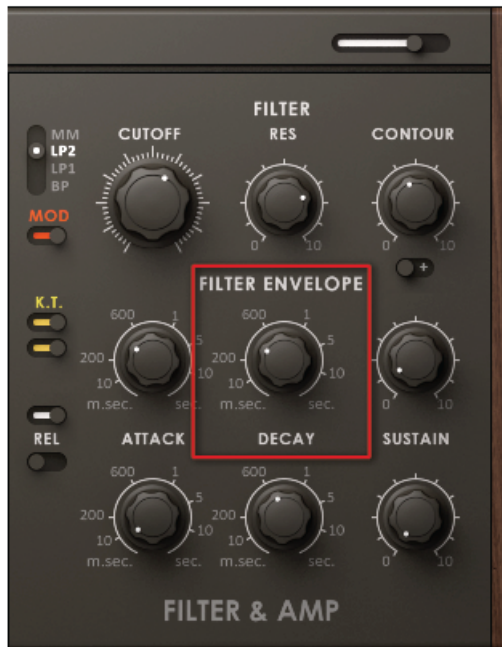 FILTER
MM
LP2
LP1
BP
CUTOFF
RES
CONTOUR
MOD
0 10
0 10
+
FILTER ENVELOPE
K.T.
600 1
200 5
10 10
m.sec. sec.
600 1
200 5
10 10
m.sec. sec.
0 10
REL
ATTACK
DECAY
SUSTAIN
600 1
200 5
10 10
m.sec. sec.
600 1
200 5
10 10
m.sec. sec.
0 10
FILTER & AMP